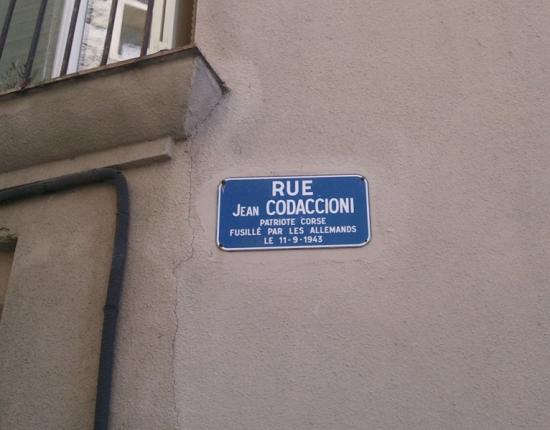 RUE
Jean CODACCIONI
PATRIOTE CORSE
FUSILLÉ PAR LES ALLEMANDS
LE 11-9-1943